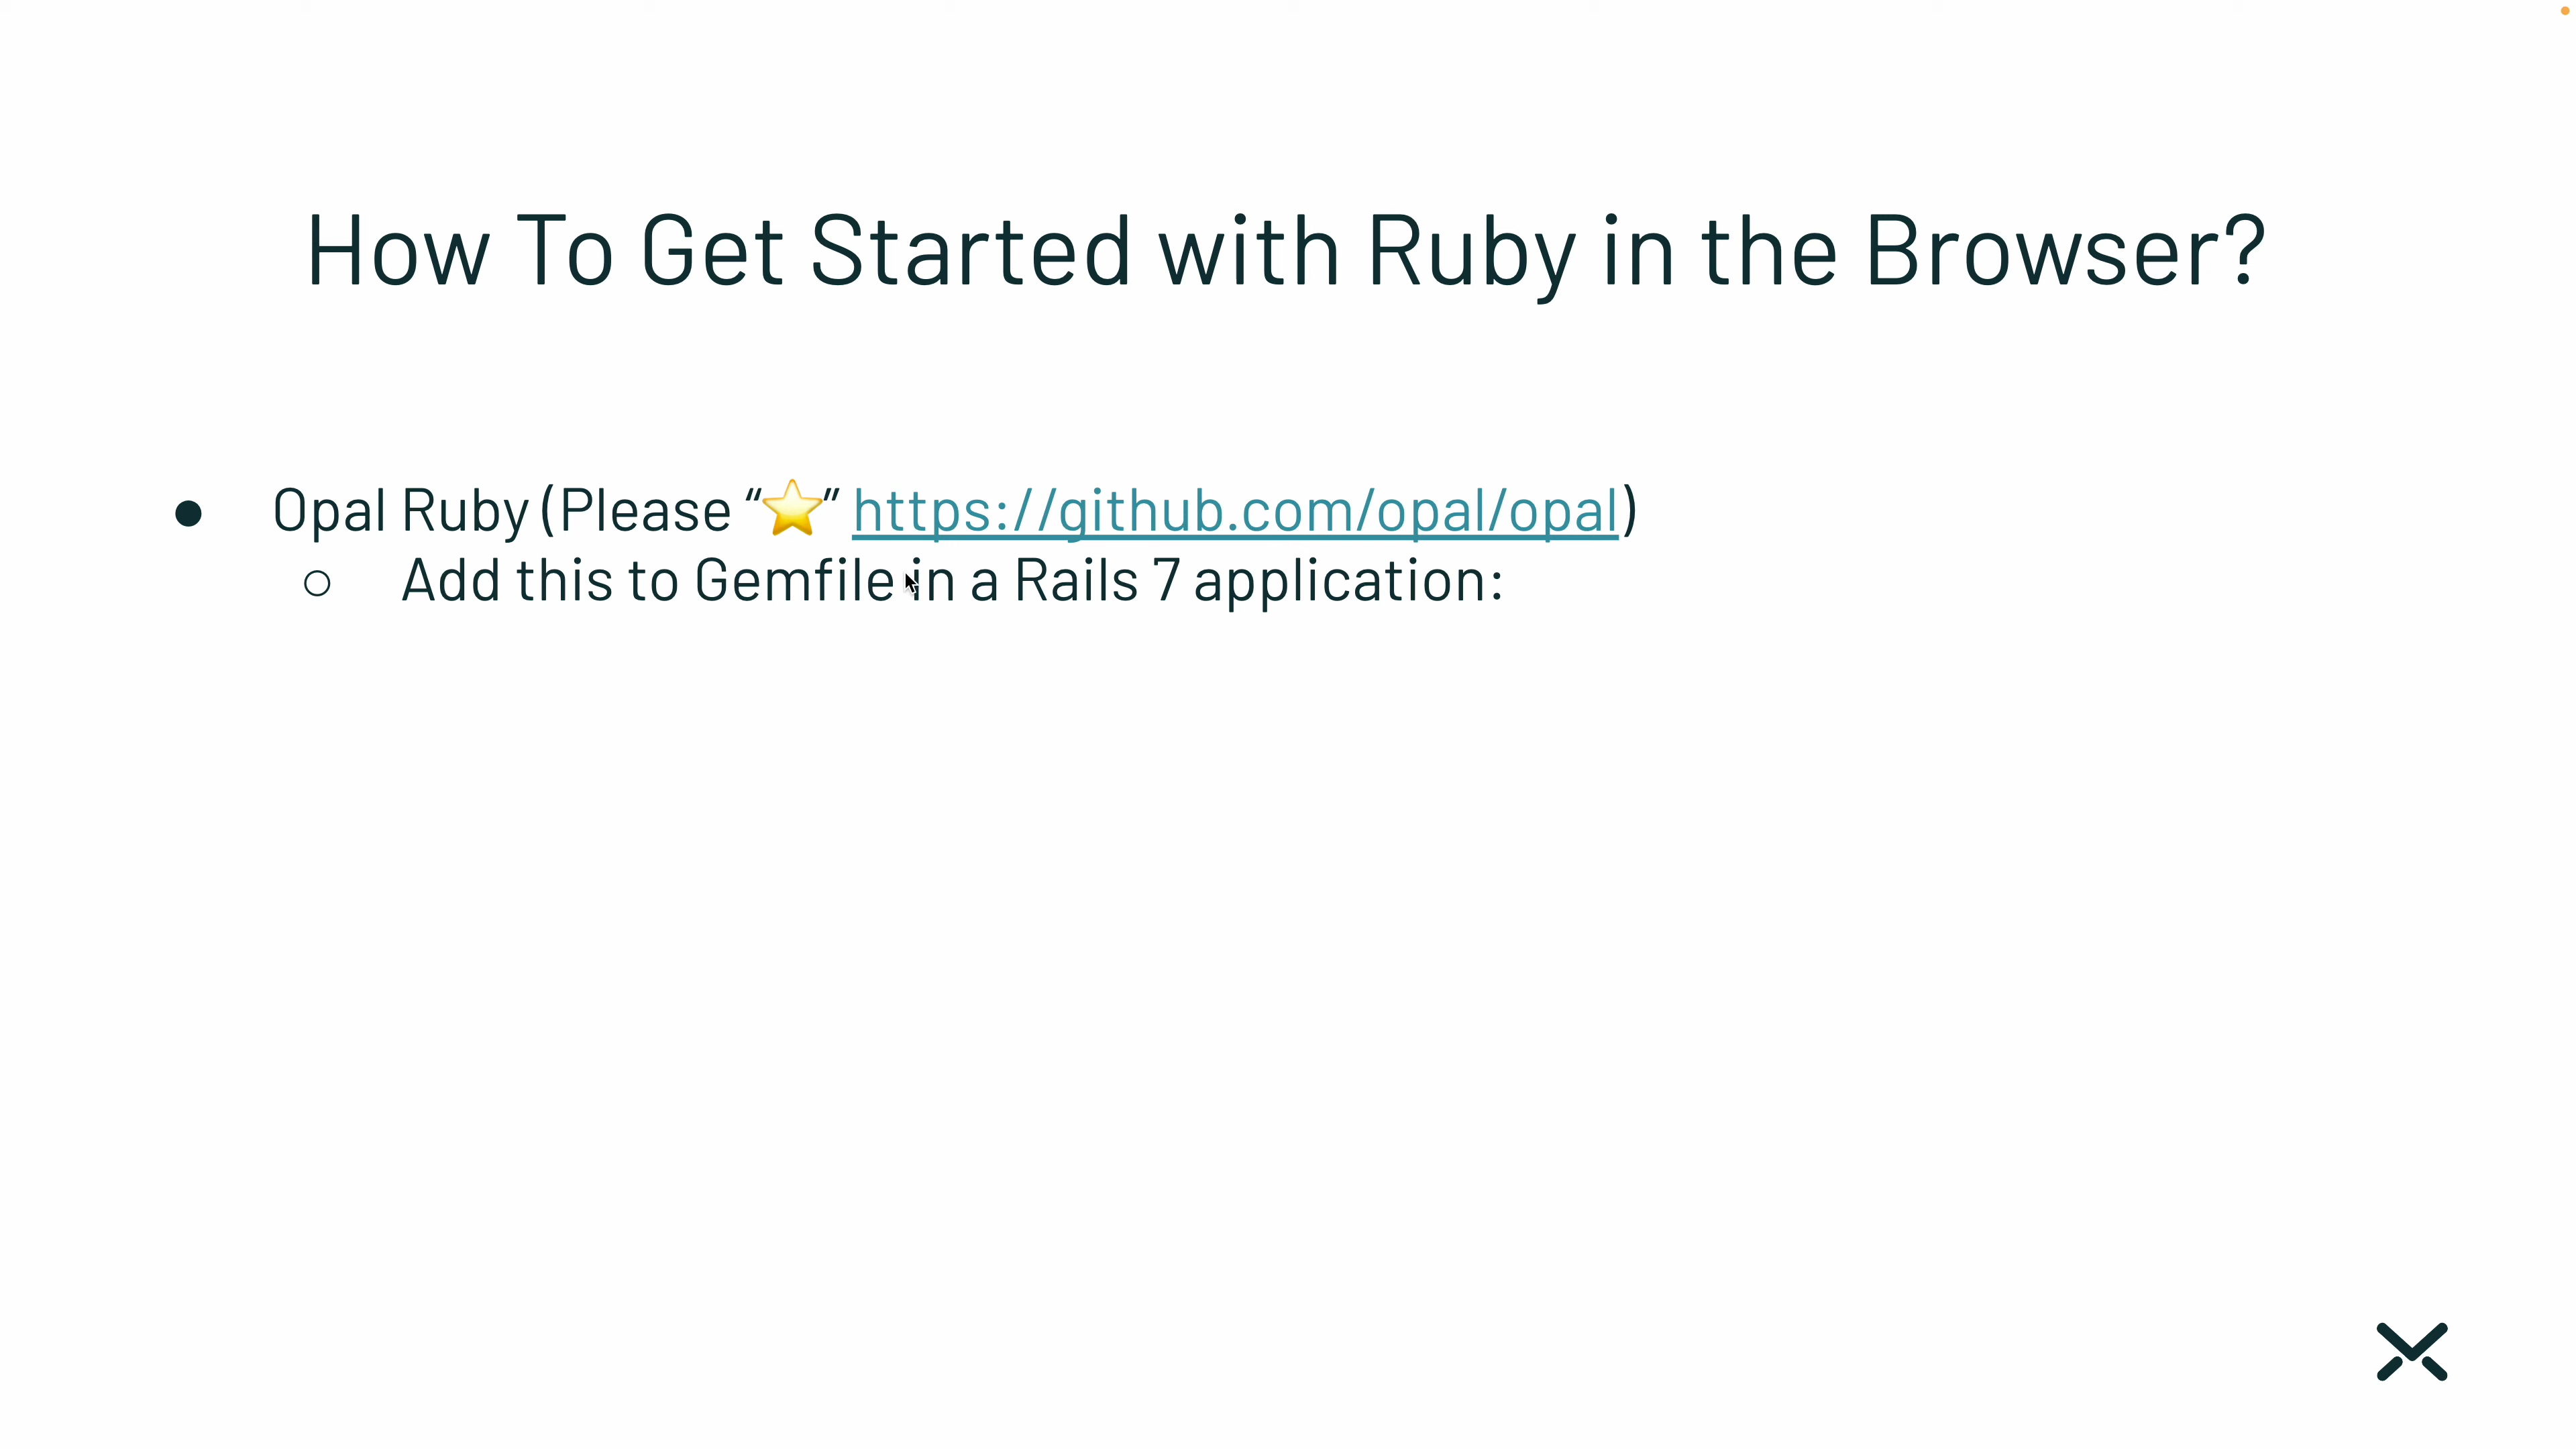 How To Get Started with Ruby in the Browser?
● Opal Ruby (Please “⭐” https://github.com/opal/opal)
○ Add this to Gemfile in a Rails 7 application: